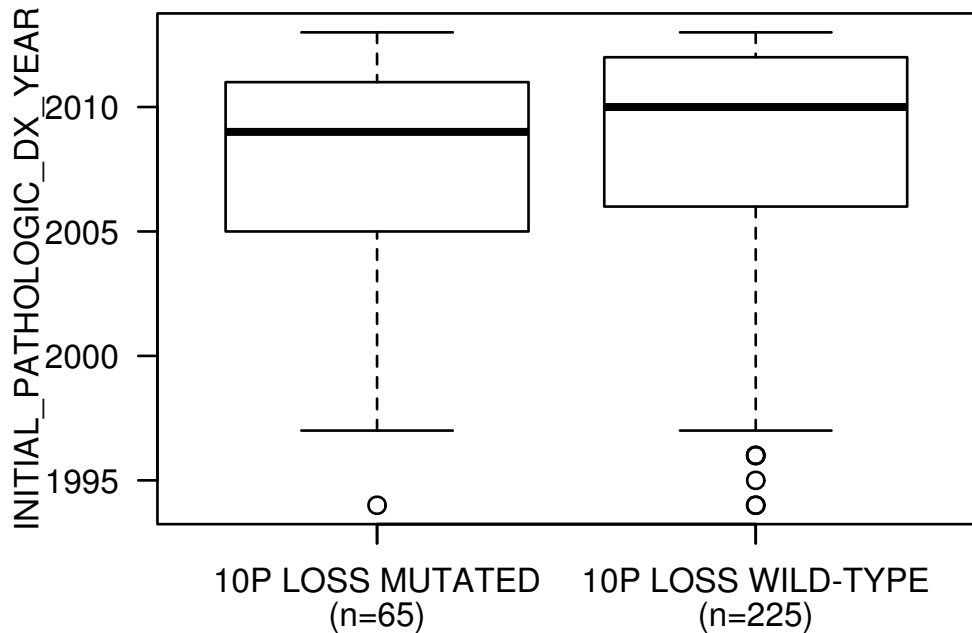 INITIAL_PATHOLOGIC_DX_YEAR
2010
2005
2000
1995
10P LOSS MUTATED
(n=65)
10P LOSS WILD-TYPE
(n=225)